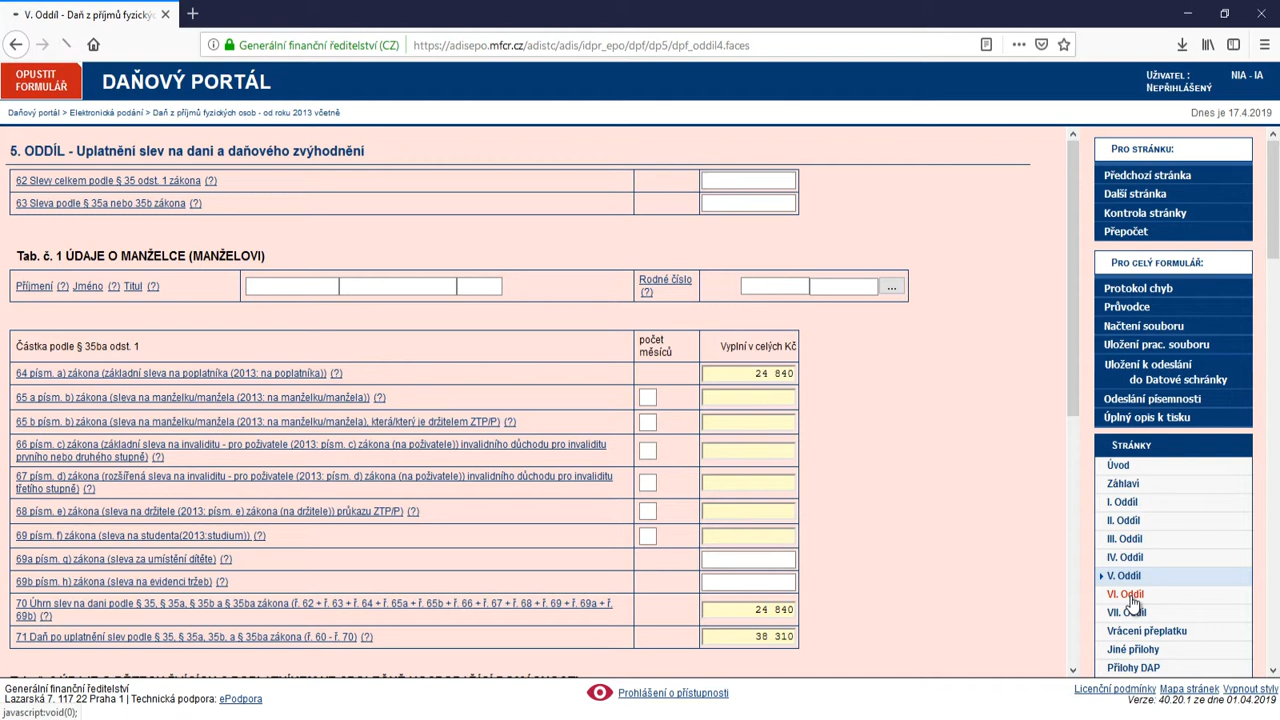 V. Oddíl - Daň z příjmů fyzickýc
Generální finanční ředitelství (CZ)
https://adisepo.mfcr.cz/adistc/adis/idpr_epo/dpf/dp5/dpf_oddil4.faces
OPUSTIT
FORMULÁŘ
DAŇOVÝ PORTÁL
UŽIVATEL :
NEPŘIHLÁŠENÝ
NIA - IA
Daňový portál > Elektronická podání > Daň z příjmů fyzických osob - od roku 2013 včetně
Dnes je 17.4.2019
5. ODDÍL - Uplatnění slev na dani a daňového zvýhodnění
62 Slevy celkem podle § 35 odst. 1 zákona (?)
63 Sleva podle § 35a nebo 35b zákona (?)
Tab. č. 1 ÚDAJE O MANŽELCE (MANŽELOVI)
Příjmení (?) Jméno (?) Titul (?)
Rodné číslo
(?)
...
Částka podle § 35ba odst. 1
počet
měsíců
Vyplní v celých Kč
64 písm. a) zákona (základní sleva na poplatníka (2013: na poplatníka)) (?)
24 840
65 a písm. b) zákona (sleva na manželku/manžela (2013: na manželku/manžela)) (?)
65 b písm. b) zákona (sleva na manželku/manžela (2013: na manželku/manžela), která/který je držitelem ZTP/P) (?)
66 písm. c) zákona (základní sleva na invaliditu - pro poživatele (2013: písm. c) zákona (na poživatele)) invalidního důchodu pro invaliditu
prvního nebo druhého stupně) (?)
67 písm. d) zákona (rozšířená sleva na invaliditu - pro poživatele (2013: písm. d) zákona (na poživatele)) invalidního důchodu pro invaliditu
třetího stupně) (?)
68 písm. e) zákona (sleva na držitele (2013: písm. e) zákona (na držitele)) průkazu ZTP/P) (?)
69 písm. f) zákona (sleva na studenta(2013:studium)) (?)
69a písm. g) zákona (sleva za umístění dítěte) (?)
69b písm. h) zákona (sleva na evidenci tržeb) (?)
70 Úhrn slev na dani podle § 35, § 35a, § 35b a § 35ba zákona (ř. 62 + ř. 63 + ř. 64 + ř. 65a + ř. 65b + ř. 66 + ř. 67 + ř. 68 + ř. 69 + ř. 69a + ř.
69b) (?)
24 840
71 Daň po uplatnění slev podle § 35, § 35a, 35b, a § 35ba zákona (ř. 60 - ř. 70) (?)
38 310
PRO STRÁNKU:
Předchozí stránka
Další stránka
Kontrola stránky
Přepočet
PRO CELÝ FORMULÁŘ:
Protokol chyb
Průvodce
Načtení souboru
Uložení prac. souboru
Uložení k odeslání
do Datové schránky
Odeslání písemnosti
Úplný opis k tisku
STRÁNKY
Úvod
Záhlaví
I. Oddíl
II. Oddíl
III. Oddíl
IV. Oddíl
V. Oddíl
VI. Oddíl
VII. Oddíl
Vrácení přeplatku
Jiné přílohy
Přílohy DAP
Generální finanční ředitelství
Lazarská 7. 117 22 Praha 1 | Technická podpora: ePodpora
Prohlášení o přístupnosti
Licenční podmínky Mapa stránek Vypnout styly
Verze: 40.20.1 ze dne 01.04.2019
javascript:void(0);